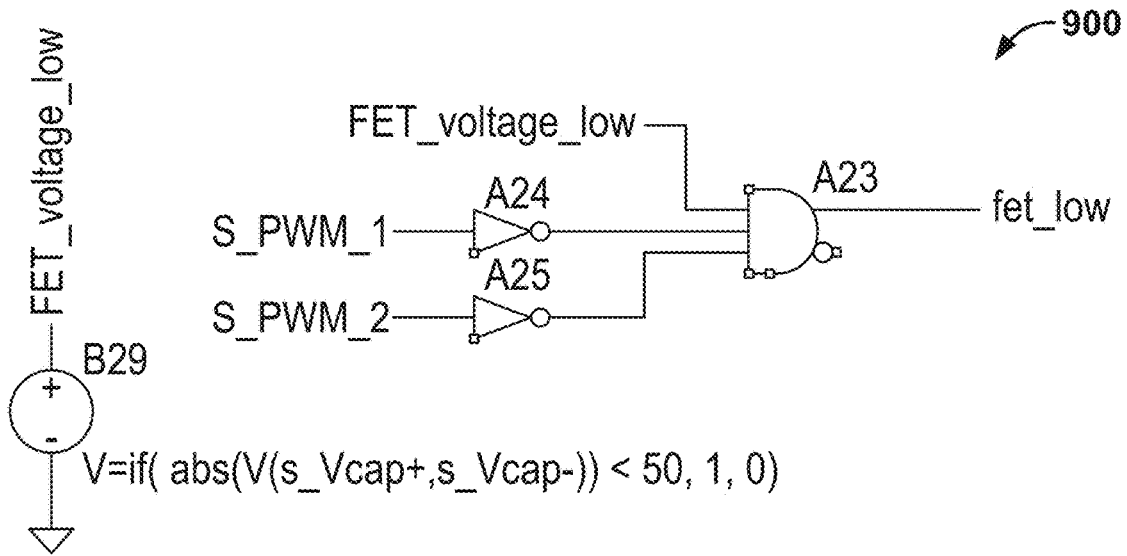 900
FET_voltage_low
FET_voltage_low
A24
A23
S_PWM_1
fet_low
A25
S_PWM_2
B29
+
-
V=if( abs(V(s_Vcap+,s_Vcap-)) < 50, 1, 0)